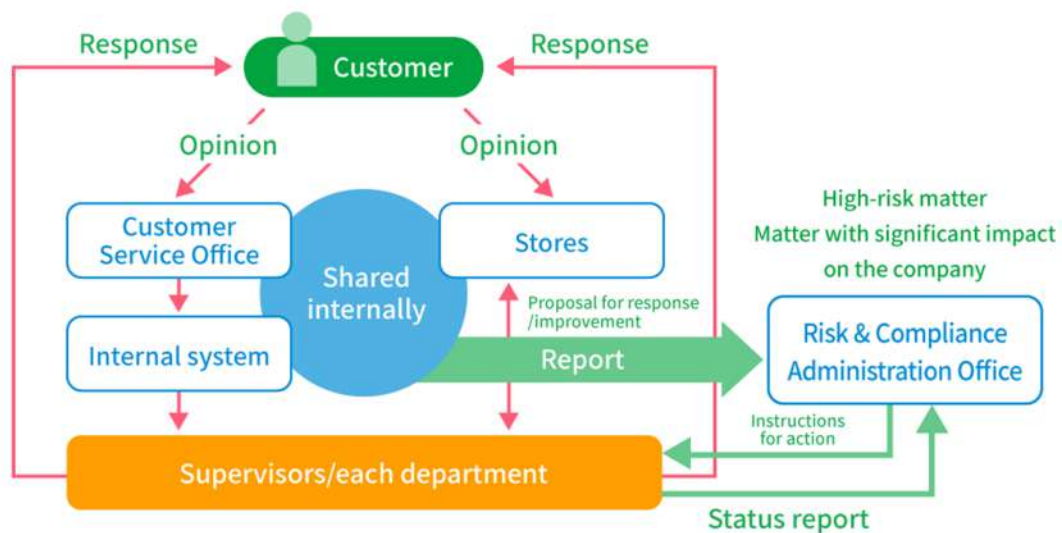 Response
Response
Customer
Opinion
Opinion
Customer
Service Office
Stores
High-risk matter
Matter with significant impact
on the company
Shared
internally
Proposal for response
/improvement
Internal system
Report
Risk & Compliance
Administration Office
Instructions
for action
Supervisors/each department
Status report